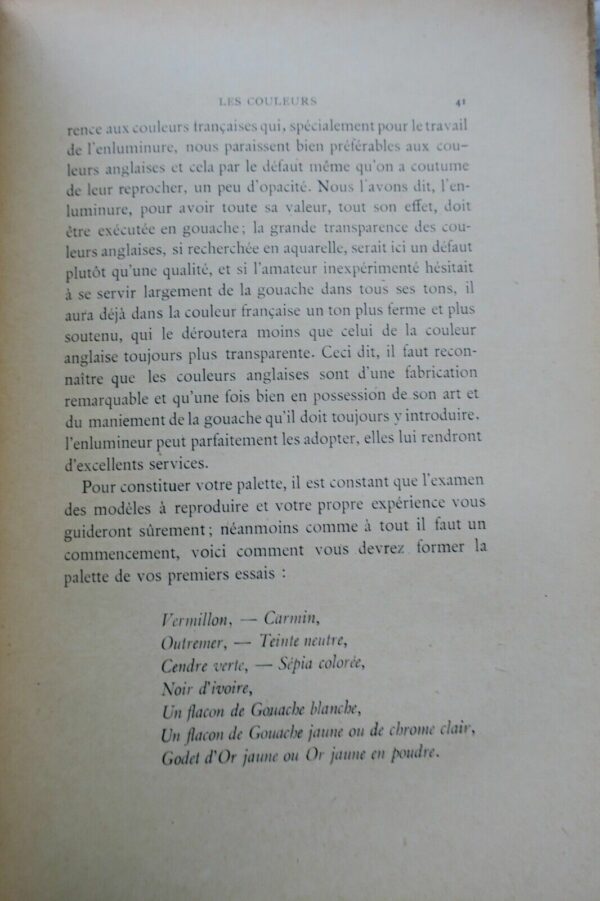 LES COULEURS 41
rence aux couleurs françaises qui, spécialement pour le travail
de l'enluminure, nous paraissent bien préférables aux cou-
leurs anglaises et cela par le défaut même qu'on a coutume
de leur reprocher, un peu d'opacité. Nous l'avons dit, l'en-
luminure, pour avoir toute sa valeur, tout son effet, doit
être exécutée en gouache; la grande transparence des cou-
leurs anglaises, si recherchée en aquarelle, serait ici un défaut
plutôt qu'une qualité, et si l'amateur inexpérimenté hésitait
à se servir largement de la gouache dans tous ses tons, il
aura déjà dans la couleur française un ton plus ferme et plus
soutenu, qui le déroutera moins que celui de la couleur
anglaise toujours plus transparente. Ceci dit, il faut recon-
naître que les couleurs anglaises sont d'une fabrication
remarquable et qu'une fois bien en possession de son art et
du maniement de la gouache qu'il doit toujours y introduire,
l'enlumineur peut parfaitement les adopter, elles lui rendront
d'excellents services.
Pour constituer votre palette, il est constant que l'examen
des modèles à reproduire et votre propre expérience vous
guideront sûrement; néanmoins comme à tout il faut un
commencement, voici comment vous devrez former la
palette de vos premiers essais :
Vermillon, — Carmin,
Outremer, — Teinte neutre,
Cendre verte, — Sépia colorée,
Noir d'ivoire,
Un flacon de Gouache blanche,
Un flacon de Gouache jaune ou de chrome clair,
Godet d'Or jaune ou Or jaune en poudre.